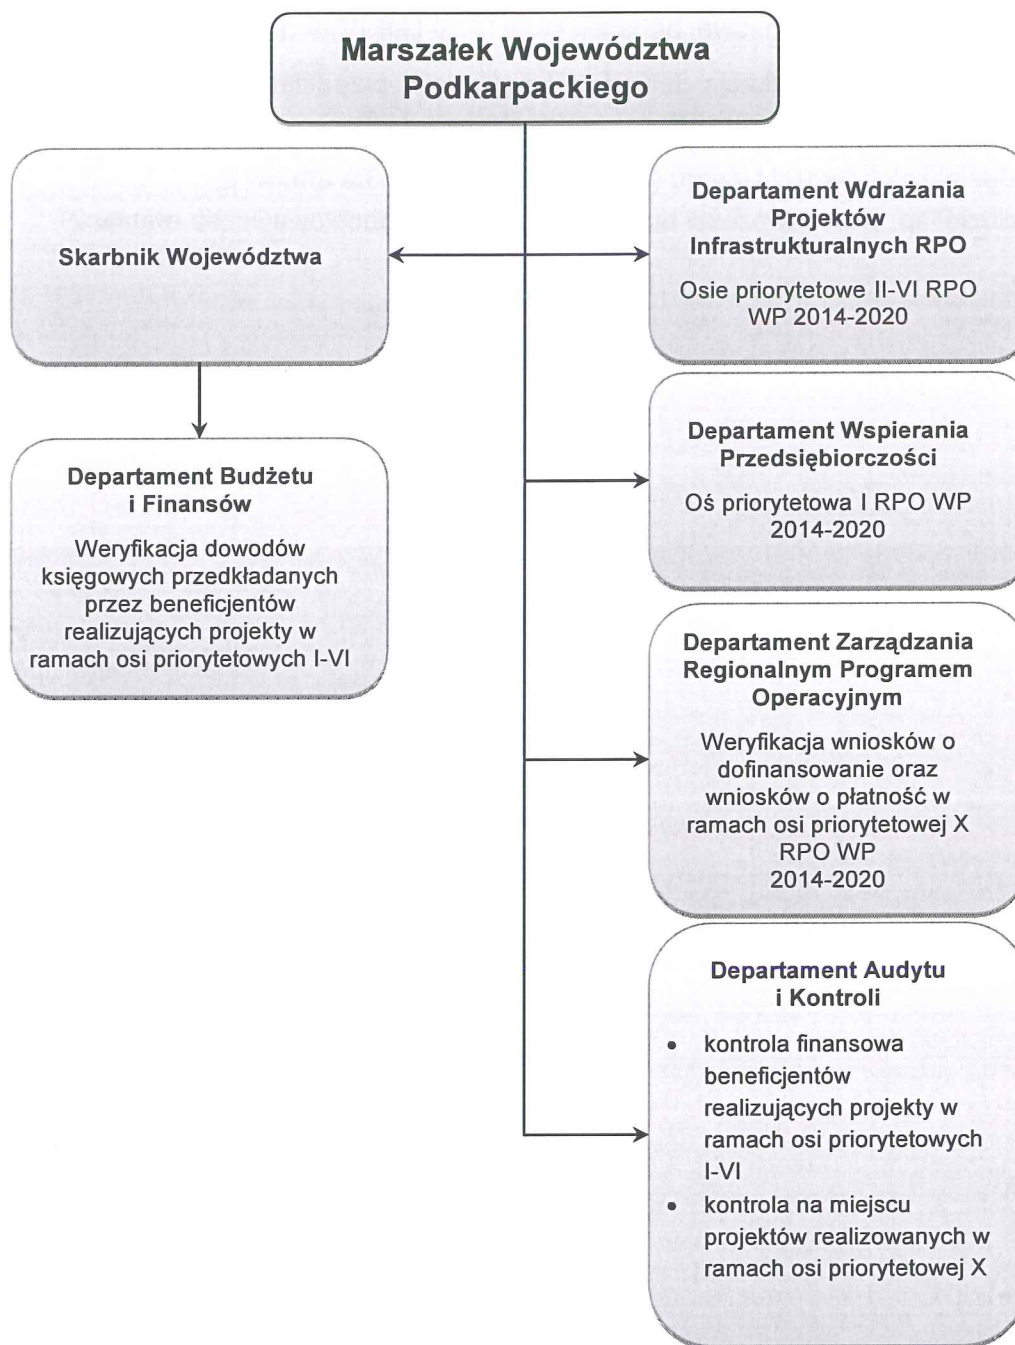 Marszałek Województwa
Podkarpackiego
Skarbnik Województwa
Departament Budżetu
i Finansów
Weryfikacja dowodów
księgowych przedkładanych
przez beneficjentów
realizujących projekty w
ramach osi priorytetowych I-VI
Departament Wdrażania
Projektów
Infrastrukturalnych RPO
Osie priorytetowe II-VI RPO
WP 2014-2020
Departament Wspierania
Przedsiębiorczości
Oś priorytetowa I RPO WP
2014-2020
Departament Zarządzania
Regionalnym Programem
Operacyjnym
Weryfikacja wniosków o
dofinansowanie oraz
wniosków o płatność w
ramach osi priorytetowej X
RPO WP
2014-2020
Departament Audytu
i Kontroli
• kontrola finansowa
beneficjentów
realizujących projekty w
ramach osi priorytetowych
I-VI
• kontrola na miejscu
projektów realizowanych w
ramach osi priorytetowej X